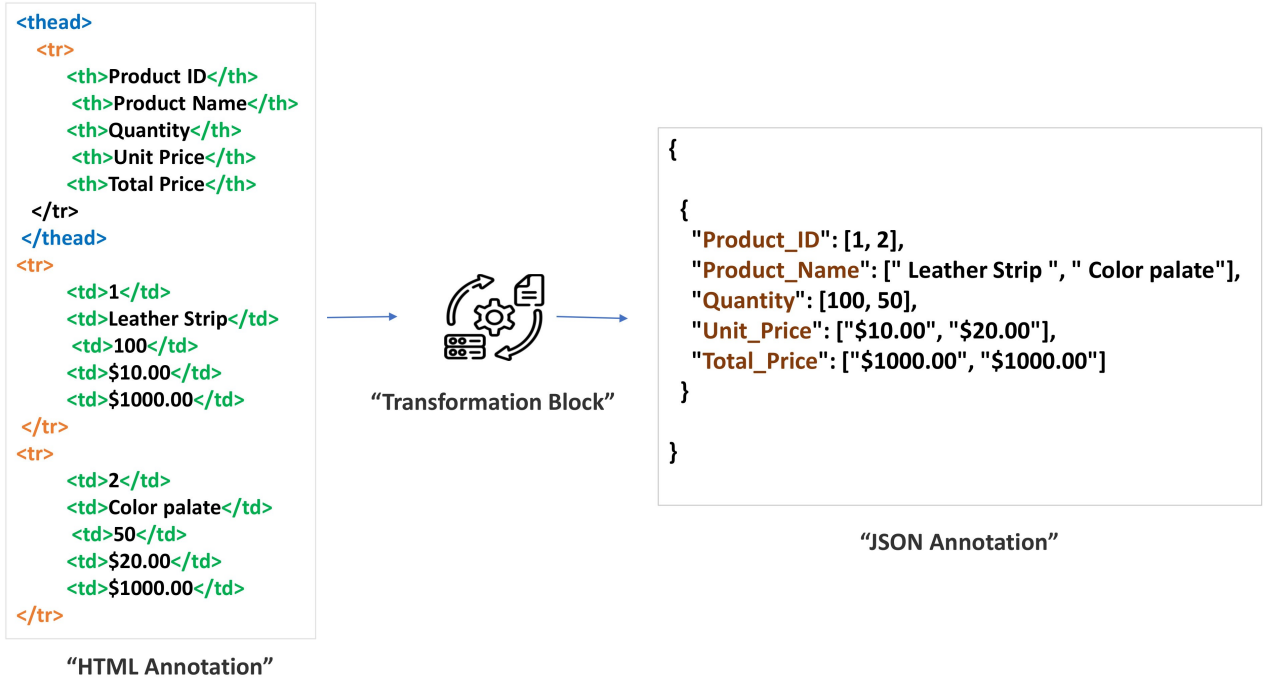 <thead>
<tr>
<th>Product ID</th>
<th>Product Name</th>
<th>Quantity</th>
<th>Unit Price</th>
<th>Total Price</th>
</tr>
</thead>
<tr>
<td>1</td>
<td>Leather Strip</td>
<td>100</td>
<td>$10.00</td>
<td>$1000.00</td>
</tr>
<tr>
<td>2</td>
<td>Color palate</td>
<td>50</td>
<td>$20.00</td>
<td>$1000.00</td>
</tr>
“HTML Annotation”
“Transformation Block”
{
{
"Product_ID": [1, 2],
"Product_Name": [" Leather Strip ", " Color palate"],
"Quantity": [100, 50],
"Unit_Price": ["$10.00", "$20.00"],
"Total_Price": ["$1000.00", "$1000.00"]
}
}
“JSON Annotation”